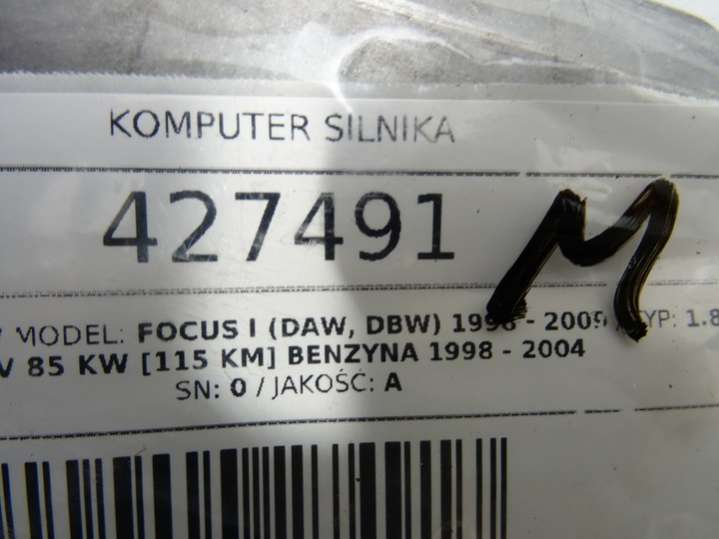 KOMPUTER SILNIKA
427491 M
MODEL: FOCUS I (DAW, DBW) 1998 - 2009 / TYP: 1.8
V 85 KW [115 KM] BENZYNA 1998 - 2004
SN: 0 / JAKOŚĆ: A